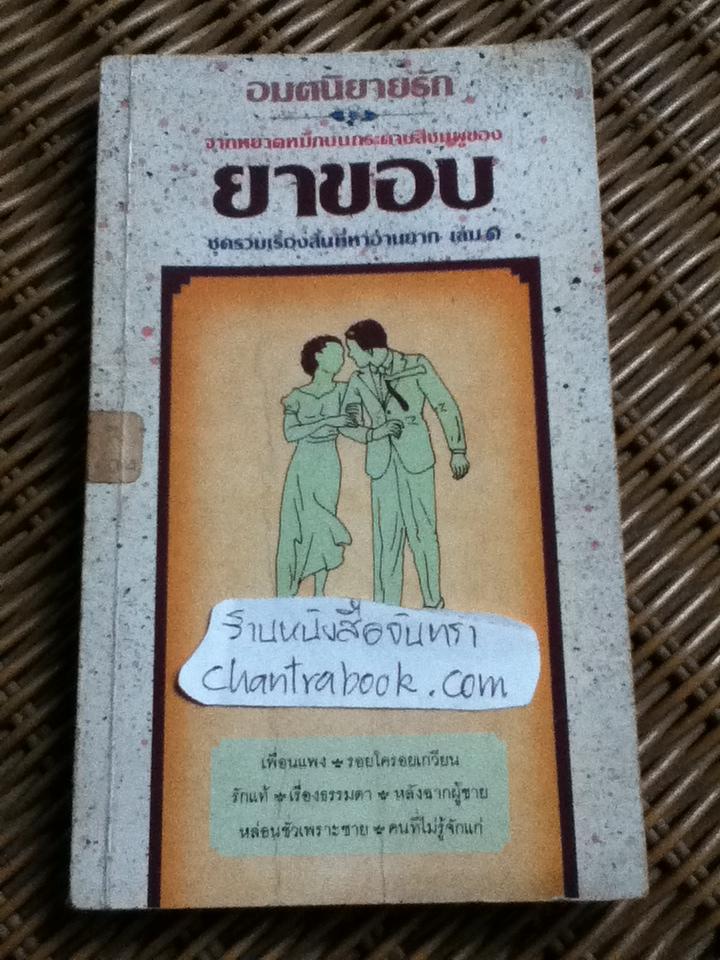 อมตนิยายรัก
จากหยาดหมึกบนกระดาษสีชมพูของ
ยาขอบ
ชุดรวมเรื่องสั้นที่หาอ่านยาก เล่ม ๑
ร้านหนังสือจันทรา
chantrabook.com
เพื่อนแพง รอยโครอยเกวียน
รักแท้ เรื่องธรรมดา หลังฉากผู้ชาย
หล่อนชั่วเพราะชาย คนที่ไม่รู้จักแก่